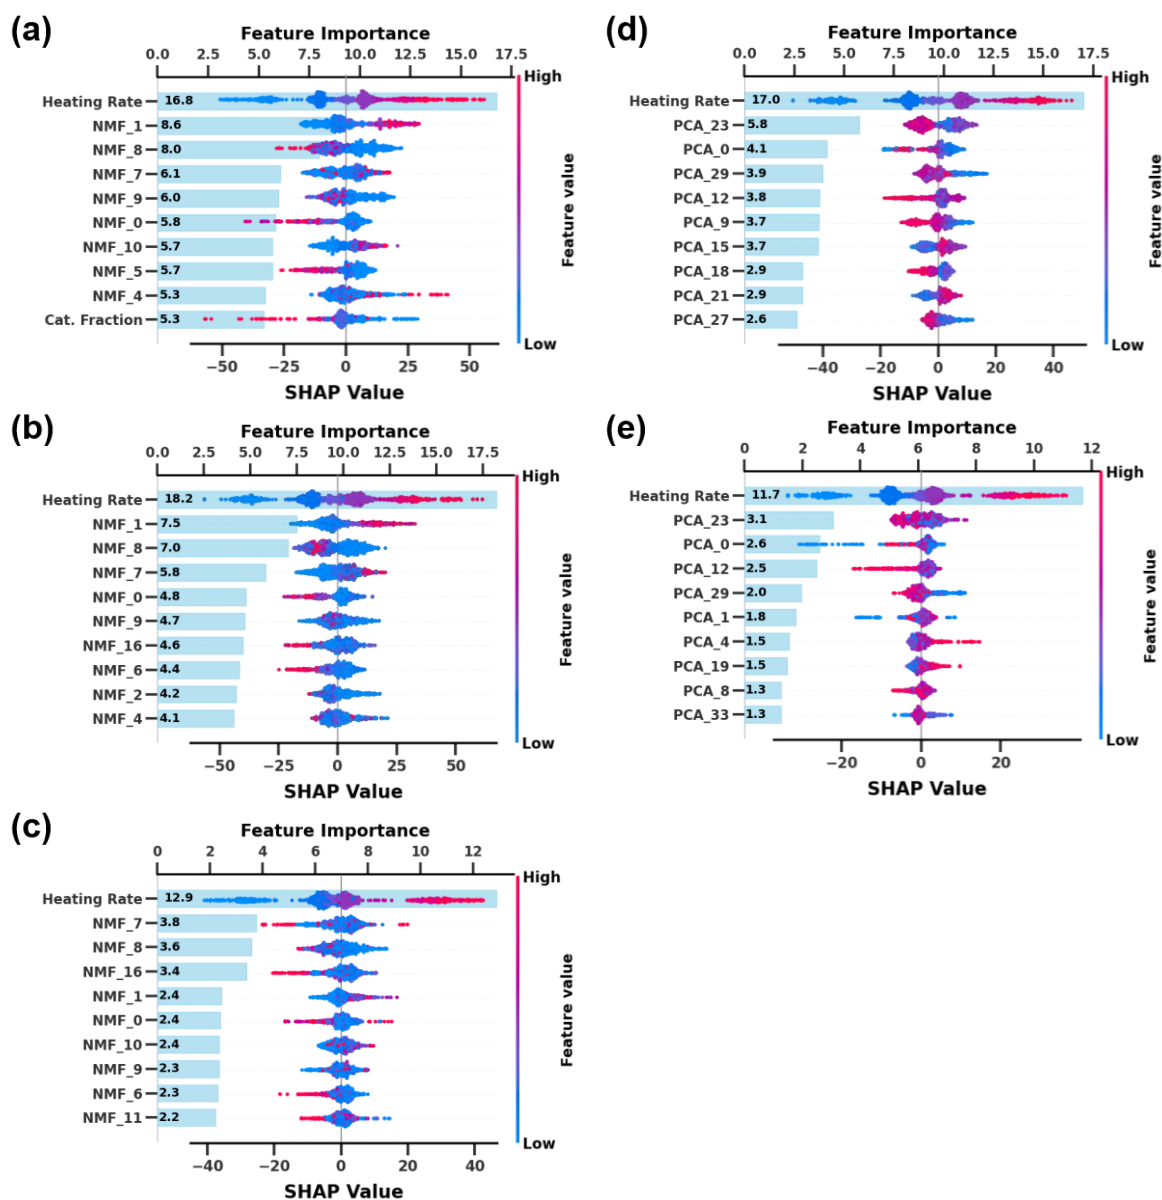 (a)
Feature Importance
0.0 2.5 5.0 7.5 10.0 12.5 15.0 17.5
High
Heating Rate 16.8
NMF_1 8.6
NMF_8 8.0
NMF_7 6.1
NMF_9 6.0
NMF_0 5.8
NMF_10 5.7
NMF_5 5.7
NMF_4 5.3
Cat. Fraction 5.3
Feature value
Low
−50 −25 0 25 50
SHAP Value
(d)
Feature Importance
0.0 2.5 5.0 7.5 10.0 12.5 15.0 17.5
High
Heating Rate 17.0
PCA_23 5.8
PCA_0 4.1
PCA_29 3.9
PCA_12 3.8
PCA_9 3.7
PCA_15 3.7
PCA_18 2.9
PCA_21 2.9
PCA_27 2.6
Feature value
Low
−40 −20 0 20 40
SHAP Value
(b)
Feature Importance
0.0 2.5 5.0 7.5 10.0 12.5 15.0 17.5
High
Heating Rate 18.2
NMF_1 7.5
NMF_8 7.0
NMF_7 5.8
NMF_0 4.8
NMF_9 4.7
NMF_16 4.6
NMF_6 4.4
NMF_2 4.2
NMF_4 4.1
Feature value
Low
−50 −25 0 25 50
SHAP Value
(e)
Feature Importance
0 2 4 6 8 10 12
High
Heating Rate 11.7
PCA_23 3.1
PCA_0 2.6
PCA_12 2.5
PCA_29 2.0
PCA_1 1.8
PCA_4 1.5
PCA_19 1.5
PCA_8 1.3
PCA_33 1.3
Feature value
Low
−20 0 20
SHAP Value
(c)
Feature Importance
0 2 4 6 8 10 12
High
Heating Rate 12.9
NMF_7 3.8
NMF_8 3.6
NMF_16 3.4
NMF_1 2.4
NMF_0 2.4
NMF_10 2.4
NMF_9 2.3
NMF_6 2.3
NMF_11 2.2
Feature value
Low
−40 −20 0 20 40
SHAP Value